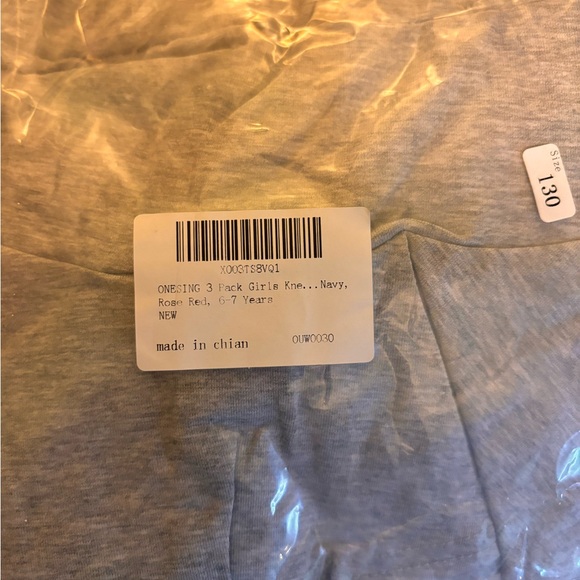 Size
130
X003TS8VQ1
ONESING 3 Pack Girls Kne...Navy,
Rose Red, 6-7 Years
NEW
made in chian
OUW0030